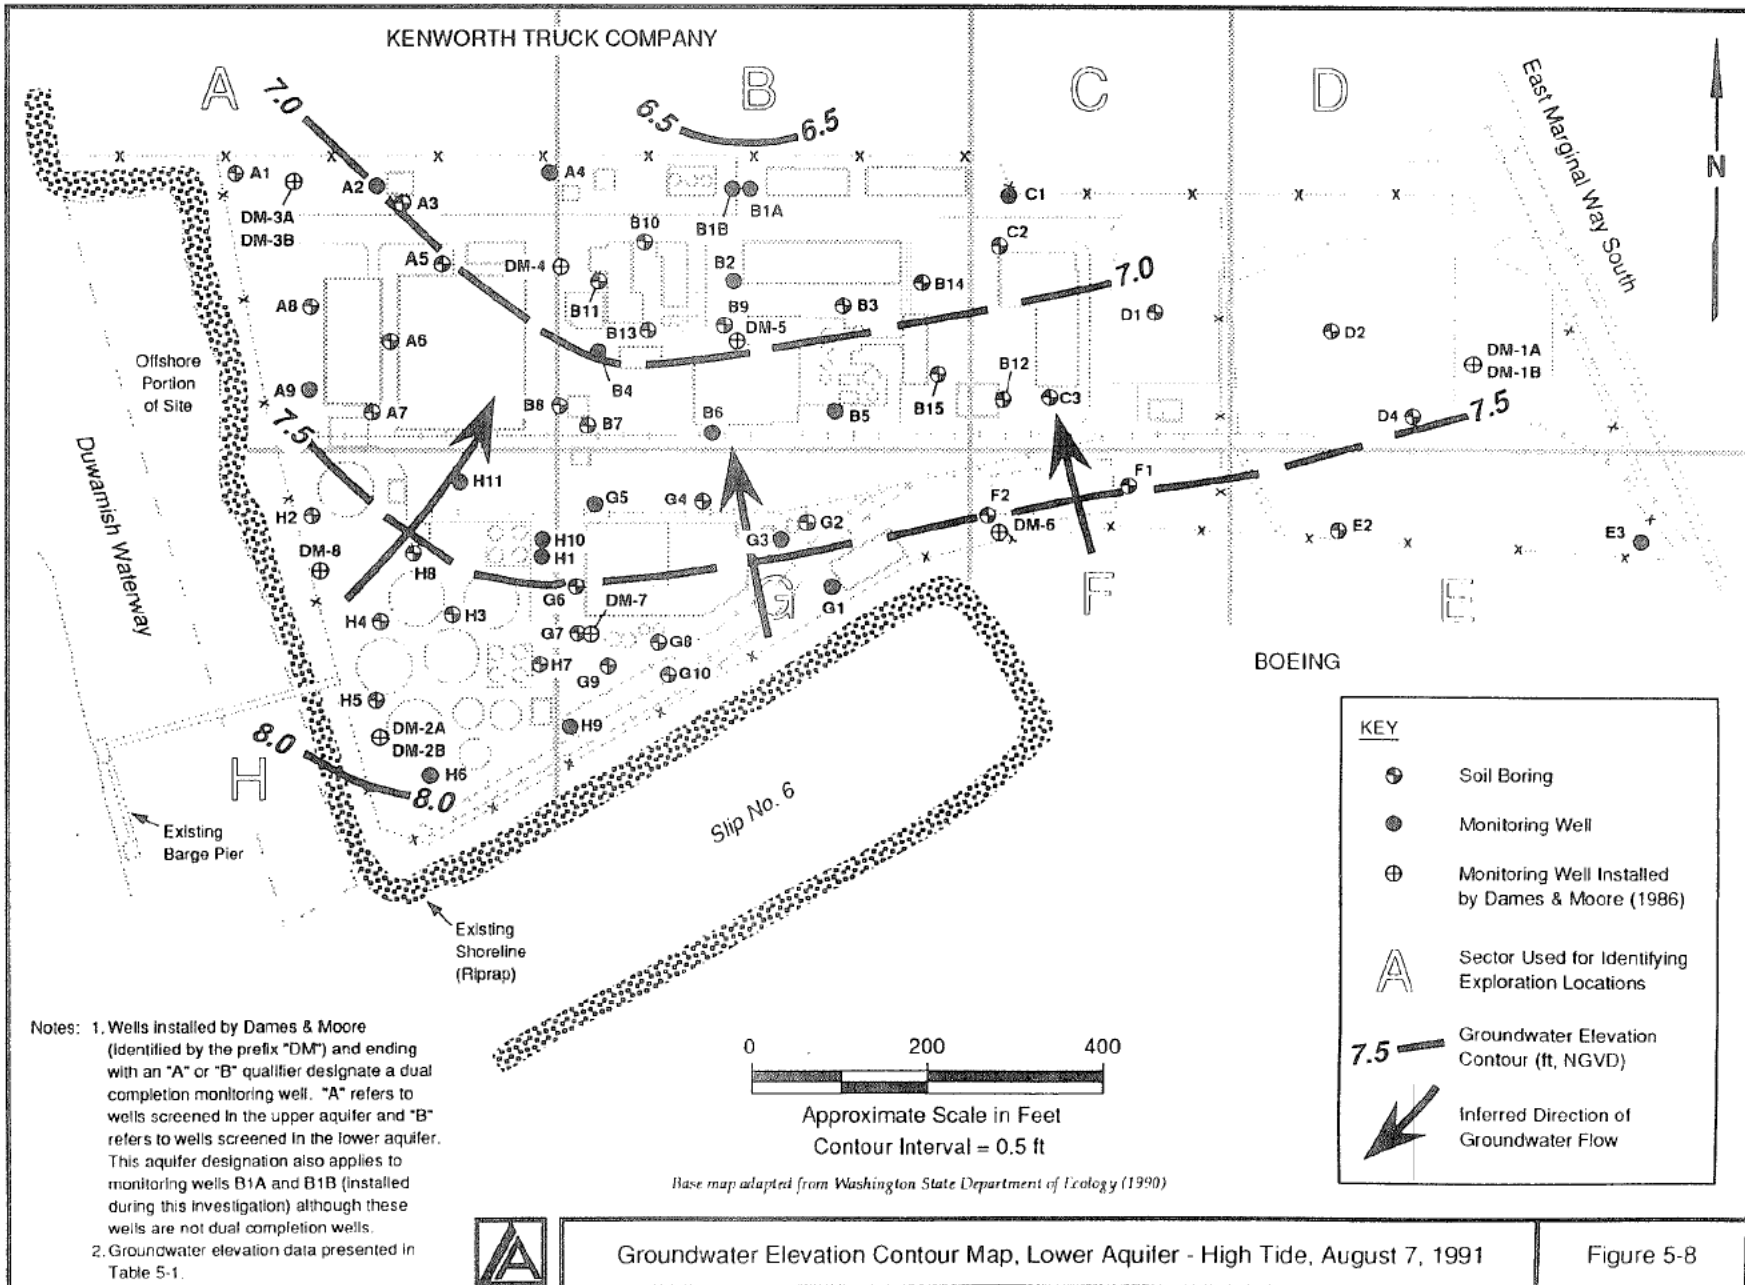 KENWORTH TRUCK COMPANY
A
B
C
D
East Marginal Way South
N
7.0
6.5
6.5
A1
A2
A3
A4
DM-3A
DM-3B
B1A
B1B
C1
C2
B10
A5
DM-4
B2
B14
7.0
A8
B11
B9
B3
D1
B13
DM-5
D2
A6
DM-1A
DM-1B
Offshore
Portion
of Site
B4
B12
A9
A7
B8
B7
B6
B5
B15
C3
D4
7.5
7.5
Duwamish Waterway
H11
F1
H2
G5
G4
F2
G2
DM-6
E2
E3
H10
G3
DM-8
H1
H8
G6
DM-7
G
G1
F
E
H4
H3
G7
G8
H7
G9
G10
BOEING
H5
H9
DM-2A
DM-2B
8.0
H
H6
8.0
Slip No. 6
Existing
Barge Pier
Existing
Shoreline
(Riprap)
KEY
Soil Boring
Monitoring Well
Monitoring Well Installed
by Dames & Moore (1986)
A
Sector Used for Identifying
Exploration Locations
7.5
Groundwater Elevation
Contour (ft, NGVD)
Inferred Direction of
Groundwater Flow
Notes: 1. Wells installed by Dames & Moore
(identified by the prefix "DM") and ending
with an "A" or "B" qualifier designate a dual
completion monitoring well. "A" refers to
wells screened in the upper aquifer and "B"
refers to wells screened in the lower aquifer.
This aquifer designation also applies to
monitoring wells B1A and B1B (installed
during this investigation) although these
wells are not dual completion wells.
2. Groundwater elevation data presented in
Table 5-1.
0 200 400
Approximate Scale in Feet
Contour Interval = 0.5 ft
Base map adapted from Washington State Department of Ecology (1990)
Groundwater Elevation Contour Map, Lower Aquifer - High Tide, August 7, 1991
Figure 5-8